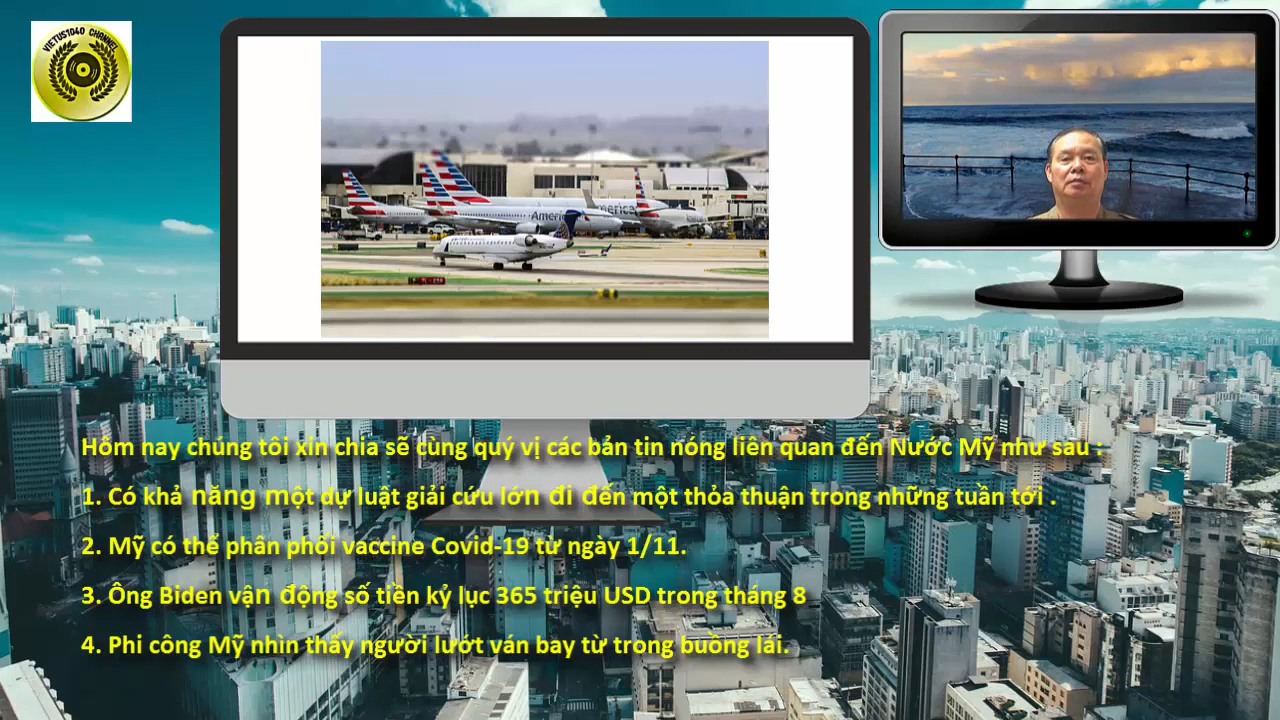 VIETUS1040 CHANNEL
American
America
Hôm nay chúng tôi xin chia sẽ cùng quý vị các bản tin nóng liên quan đến Nước Mỹ như sau :
1. Có khả năng một dự luật giải cứu lớn đi đến một thỏa thuận trong những tuần tới .
2. Mỹ có thể phân phối vaccine Covid-19 từ ngày 1/11.
3. Ông Biden vận động số tiền kỷ lục 365 triệu USD trong tháng 8
4. Phi công Mỹ nhìn thấy người lướt ván bay từ trong buồng lái.